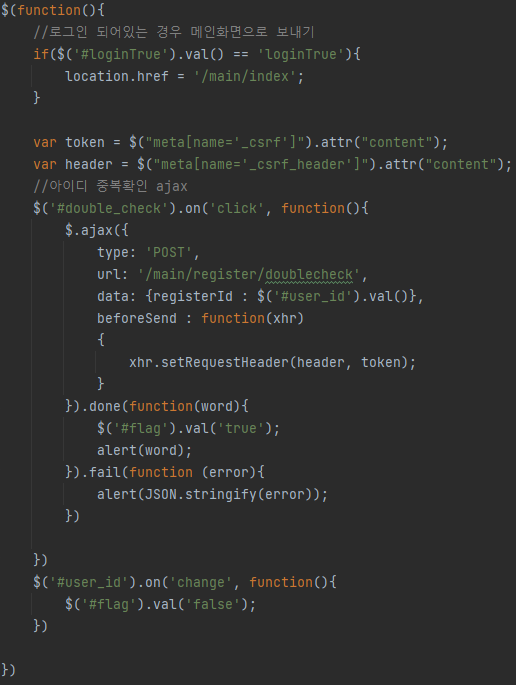 $(function(){
    //로그인 되어있는 경우 메인화면으로 보내기
    if($('#loginTrue').val() == 'loginTrue'){
        location.href = '/main/index';
    }

    var token = $("meta[name='_csrf']").attr("content");
    var header = $("meta[name='_csrf_header']").attr("content");
    //아이디 중복확인 ajax
    $('#double_check').on('click', function(){
        $.ajax({
            type: 'POST',
            url: '/main/register/doublecheck',
            data: {registerId : $('#user_id').val()},
            beforeSend : function(xhr)
            {
                xhr.setRequestHeader(header, token);
            }
        }).done(function(word){
            $('#flag').val('true');
            alert(word);
        }).fail(function (error){
            alert(JSON.stringify(error));
        })

    })
    $('#user_id').on('change', function(){
        $('#flag').val('false');
    })

})